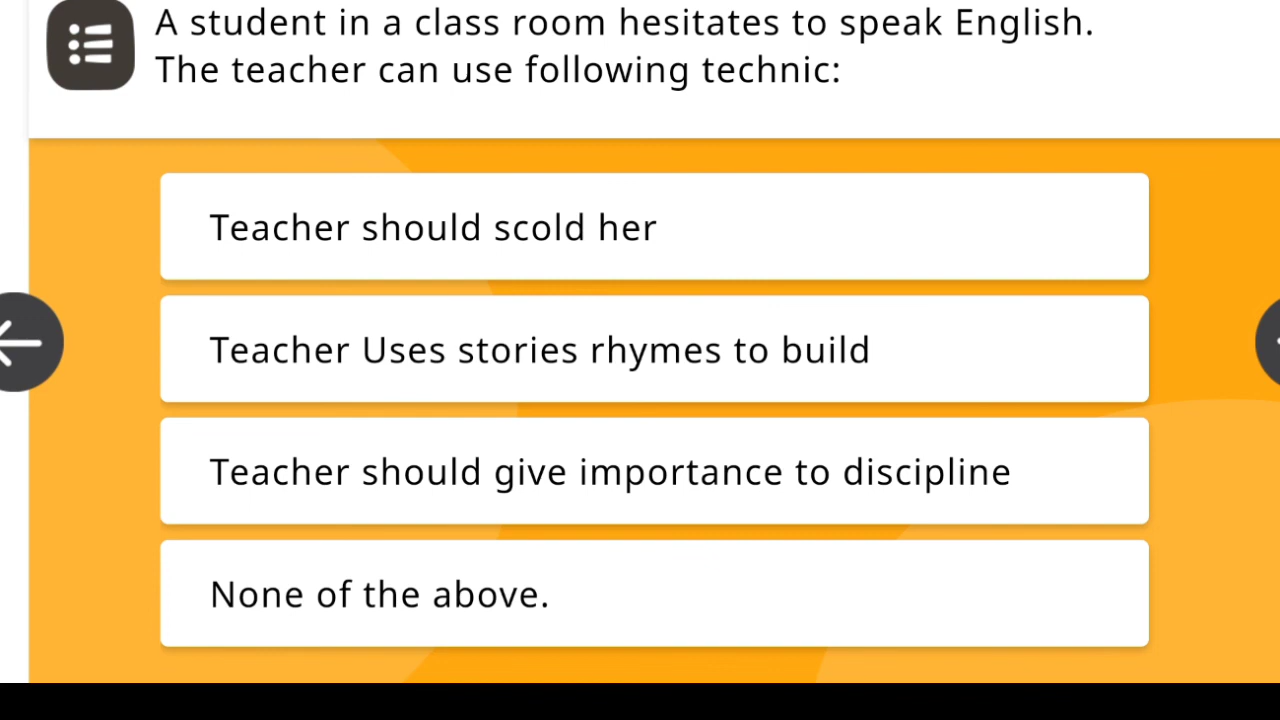 A student in a class room hesitates to speak English.
The teacher can use following technic:
Teacher should scold her
Teacher Uses stories rhymes to build
Teacher should give importance to discipline
None of the above.